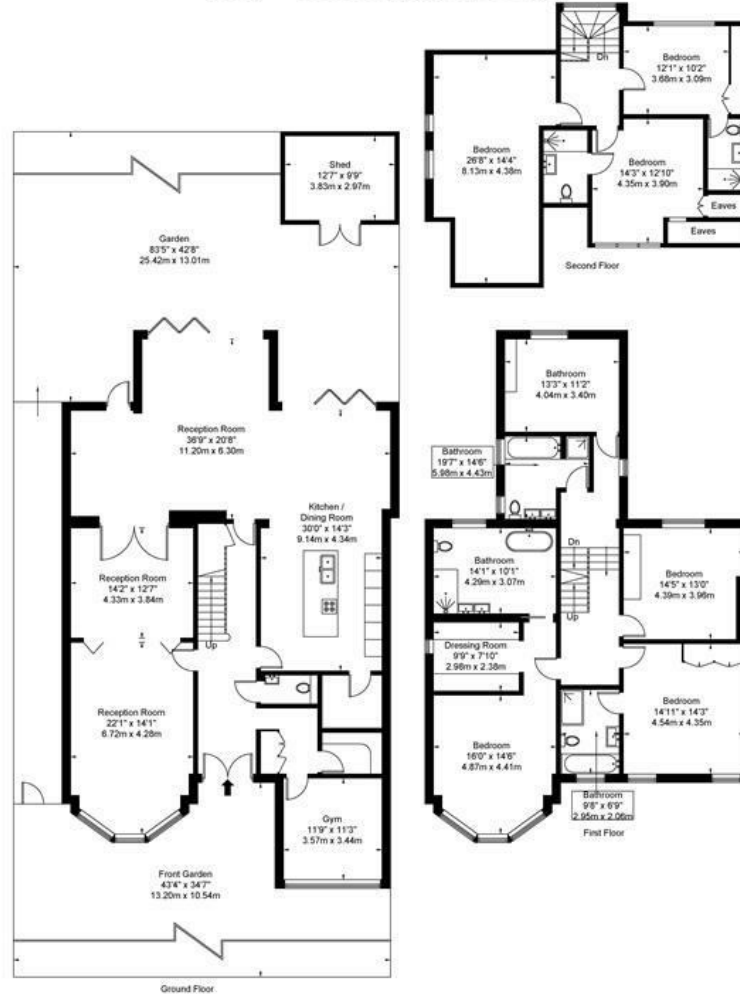 Dn
Bedroom
12'1" x 10'2"
3.68m x 3.09m
Bedroom
26'8" x 14'4"
8.13m x 4.38m
Bedroom
14'3" x 12'10"
4.35m x 3.90m
Eaves
Eaves
Second Floor
Shed
12'7" x 9'9"
3.83m x 2.97m
Garden
83'5" x 42'8"
25.42m x 13.01m
Reception Room
36'9" x 20'8"
11.20m x 6.30m
Kitchen /
Dining Room
30'0" x 14'3"
9.14m x 4.34m
Reception Room
14'2" x 12'7"
4.33m x 3.84m
Up
Reception Room
22'1" x 14'1"
6.72m x 4.28m
Gym
11'9" x 11'3"
3.57m x 3.44m
Front Garden
43'4" x 34'7"
13.20m x 10.54m
Ground Floor
Bathroom
13'3" x 11'2"
4.04m x 3.40m
Bathroom
19'7" x 14'6"
5.98m x 4.43m
Dn
Bathroom
14'1" x 10'1"
4.29m x 3.07m
Bedroom
14'5" x 13'0"
4.39m x 3.96m
Up
Dressing Room
9'9" x 7'10"
2.98m x 2.38m
Bedroom
14'11" x 14'3"
4.54m x 4.35m
Bedroom
16'0" x 14'6"
4.87m x 4.41m
Bathroom
9'8" x 6'9"
2.95m x 2.06m
First Floor